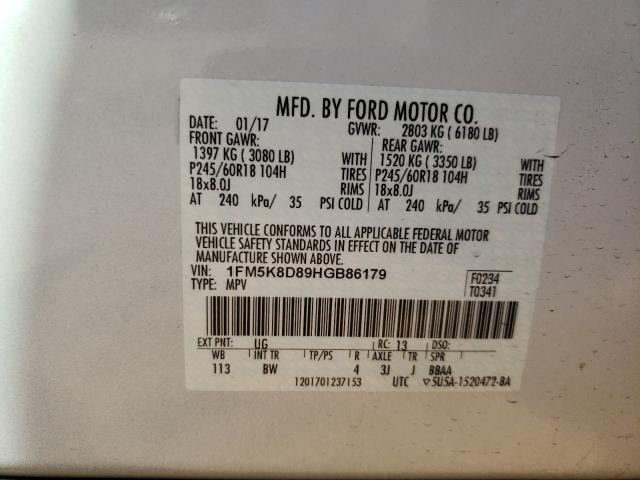 MFD. BY FORD MOTOR CO.
DATE: 01/17 GVWR: 2803 KG ( 6180 LB)
FRONT GAWR: REAR GAWR:
1397 KG ( 3080 LB) WITH 1520 KG ( 3350 LB) WITH
P245/60R18 104H TIRES P245/60R18 104H TIRES
18x8.0J RIMS 18x8.0J RIMS
AT 240 kPa/ 35 PSI COLD AT 240 kPa/ 35 PSI COLD
THIS VEHICLE CONFORMS TO ALL APPLICABLE FEDERAL MOTOR
VEHICLE SAFETY STANDARDS IN EFFECT ON THE DATE OF
MANUFACTURE SHOWN ABOVE.
VIN: 1FM5K8D89HGB86179 F0234
TYPE: MPV T0341
EXT PNT: UG RC: 13 DSO:
WB INT TR TP/PS R AXLE TR SPR
113 BW 4 3J J BBAA
1201701237153 UTC ▽5U5A-1520472-BA